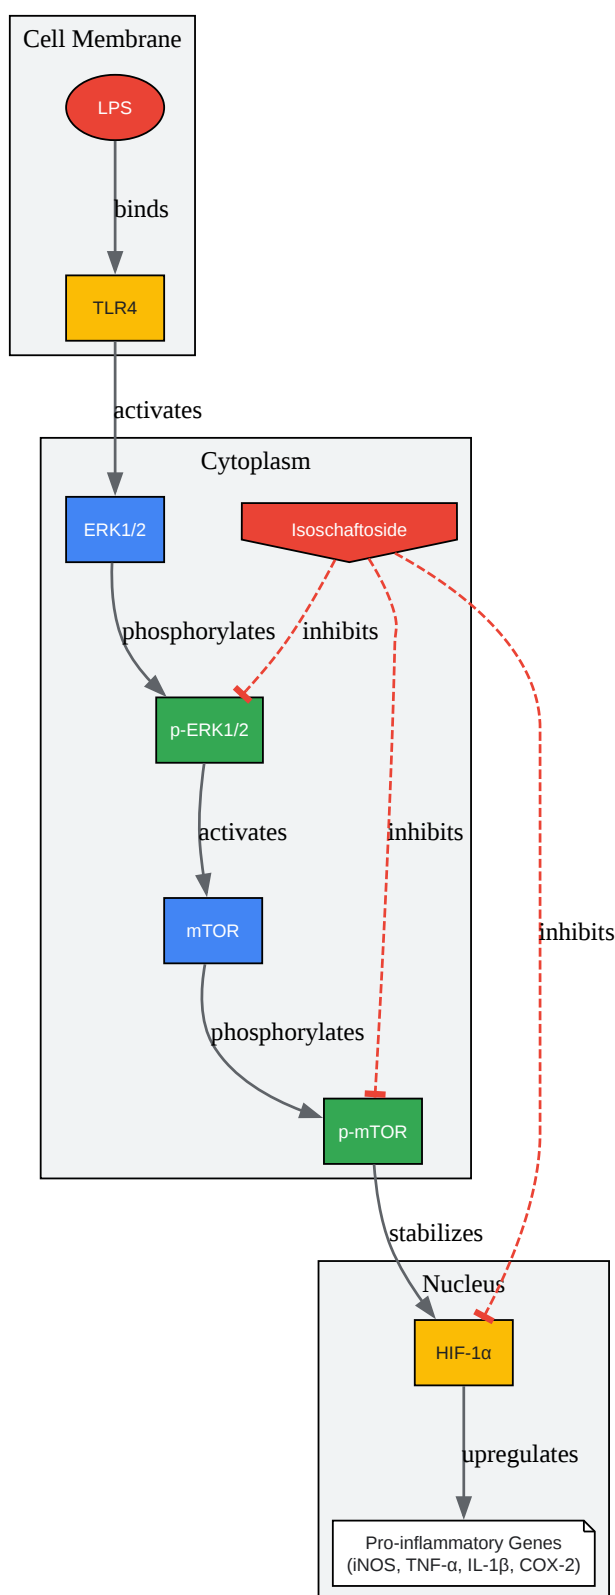 Cell Membrane
LPS
binds
TLR4
activates
Cytoplasm
ERK1/2
Isoschaftoside
phosphorylates
inhibits
p-ERK1/2
activates
inhibits
mTOR
inhibits
phosphorylates
p-mTOR
stabilizes
Nucleus
HIF-1α
upregulates
Pro-inflammatory Genes
(iNOS, TNF-α, IL-1β, COX-2)